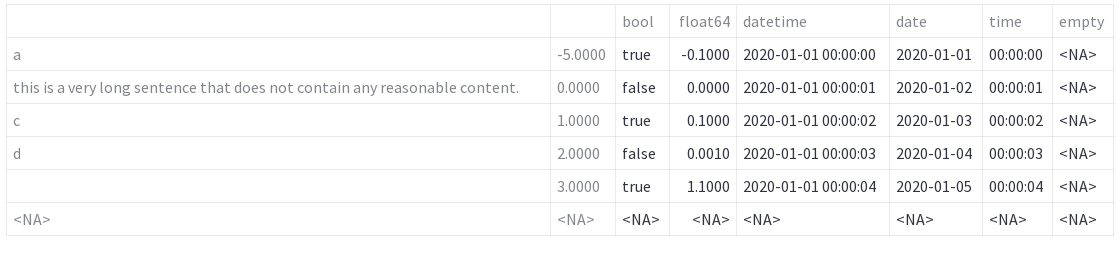 bool float64 datetime date time empty
a -5.0000 true -0.1000 2020-01-01 00:00:00 2020-01-01 00:00:00 <NA>
this is a very long sentence that does not contain any reasonable content. 0.0000 false 0.0000 2020-01-01 00:00:01 2020-01-02 00:00:01 <NA>
c 1.0000 true 0.1000 2020-01-01 00:00:02 2020-01-03 00:00:02 <NA>
d 2.0000 false 0.0010 2020-01-01 00:00:03 2020-01-04 00:00:03 <NA>
3.0000 true 1.1000 2020-01-01 00:00:04 2020-01-05 00:00:04 <NA>
<NA> <NA> <NA> <NA> <NA> <NA> <NA> <NA>